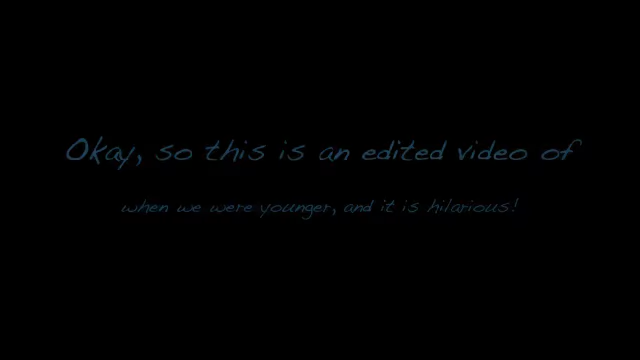 Okay, so this is an edited video of
when we were younger, and it is hilarious!